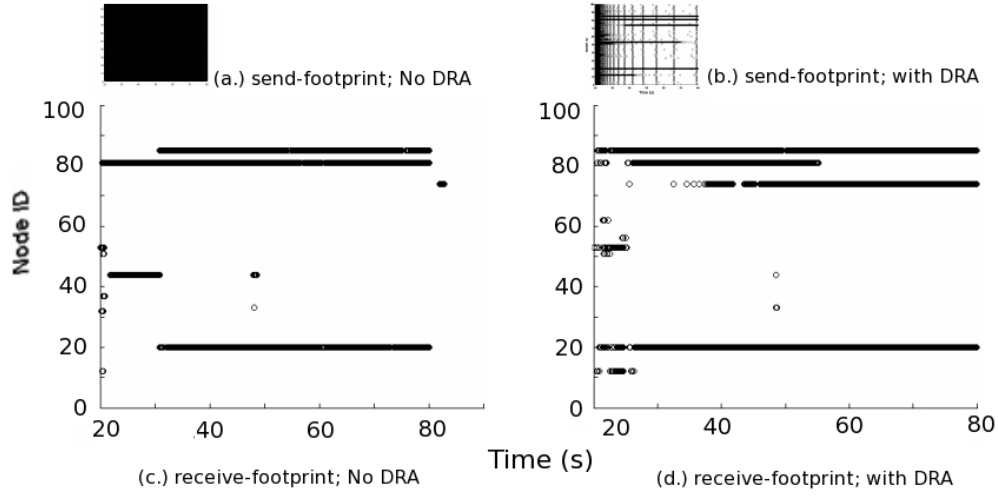 (a.) send-footprint; No DRA
Time (s)
(b.) send-footprint; with DRA
100
80
60
40
20
0
Node ID
20 40 60 80
(c.) receive-footprint; No DRA
100
80
60
40
20
0
20 40 60 80
(d.) receive-footprint; with DRA
Time (s)